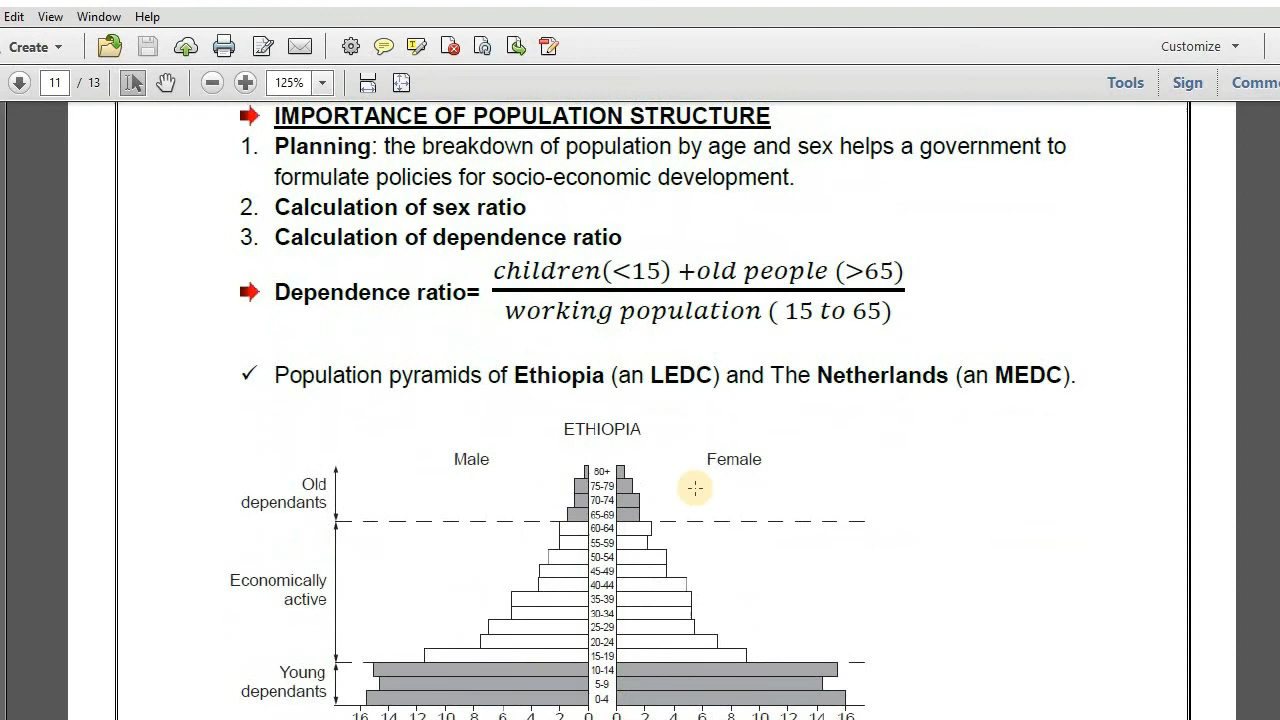 Edit View Window Help
Create Customize
11 / 13 125% Tools Sign Comme
IMPORTANCE OF POPULATION STRUCTURE
1. Planning: the breakdown of population by age and sex helps a government to
formulate policies for socio-economic development.
2. Calculation of sex ratio
3. Calculation of dependence ratio
children(<15) +old people (>65)
Dependence ratio=
working population ( 15 to 65)
✓ Population pyramids of Ethiopia (an LEDC) and The Netherlands (an MEDC).
ETHIOPIA
Male Female
80+
Old
dependants
75-79
70-74
65-69
60-64
55-59
50-54
45-49
Economically
active
40-44
35-39
30-34
25-29
20-24
15-19
Young
dependants
10-14
5-9
0-4
16 14 12 10 8 6 4 2 0 0 2 4 6 8 10 12 14 16